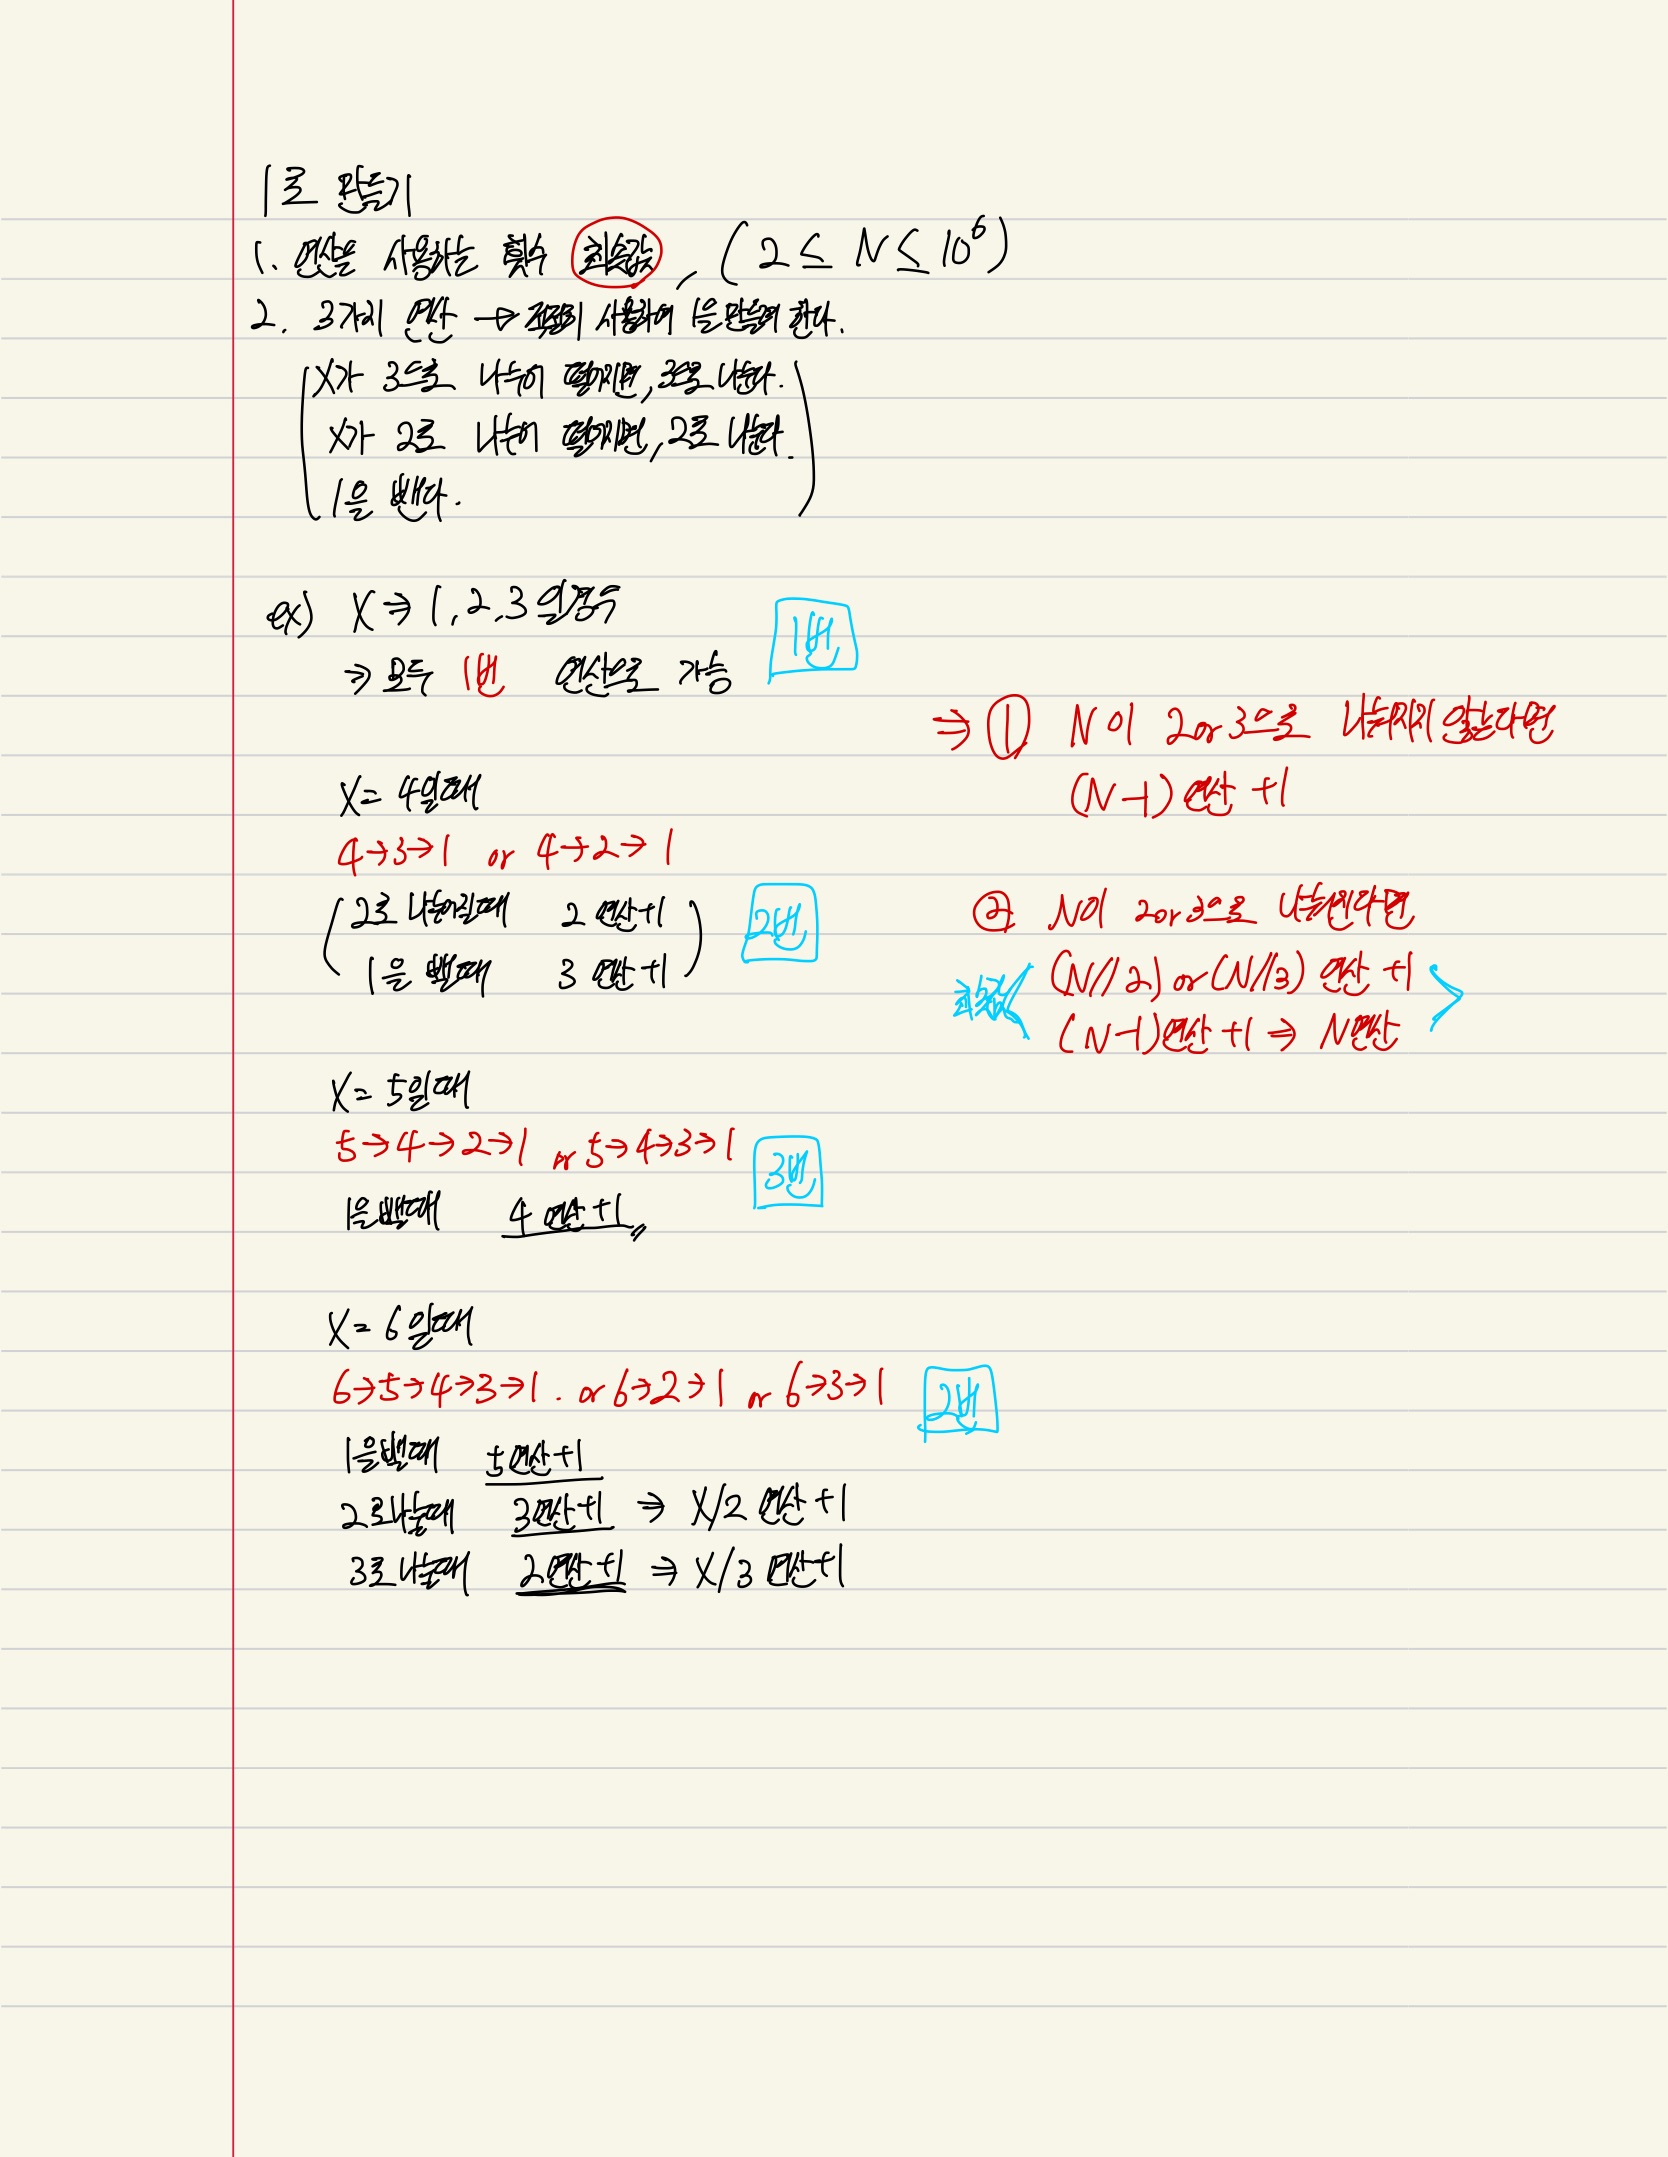 1로 만들기
1. 연산을 사용하는 횟수 최솟값, (2 ≤ N ≤ 10⁶)
2. 3가지 연산 → 적절히 사용하여 1을 만들려 한다.
X가 3으로 나누어 떨어지면, 3으로 나눈다.
X가 2로 나누어 떨어지면, 2로 나눈다.
1을 뺀다.
ex) X ⇒ 1, 2, 3 일경우
⇒ 모두 1번 연산으로 가능
1번
X = 4일때
4→3→1 or 4→2→1
2로 나눠질때 2 연산+1
1을 뺄때 3 연산+1
2번
X = 5일때
5→4→2→1 or 5→4→3→1
3번
1을뺄때 4 연산+1
X = 6일때
6→5→4→3→1. or 6→2→1 or 6→3→1
2번
1을뺄때 5연산+1
2로나눌때 3연산+1 ⇒ X/2 연산+1
3로나눌때 2연산+1 ⇒ X/3 연산+1
⇒ ① N이 2or3으로 나눠지지 않는다면
(N-1) 연산 +1
② N이 2or3으로 나눠진다면
(N//2) or (N//3) 연산 +1
최솟값
(N-1)연산 +1 ⇒ N연산